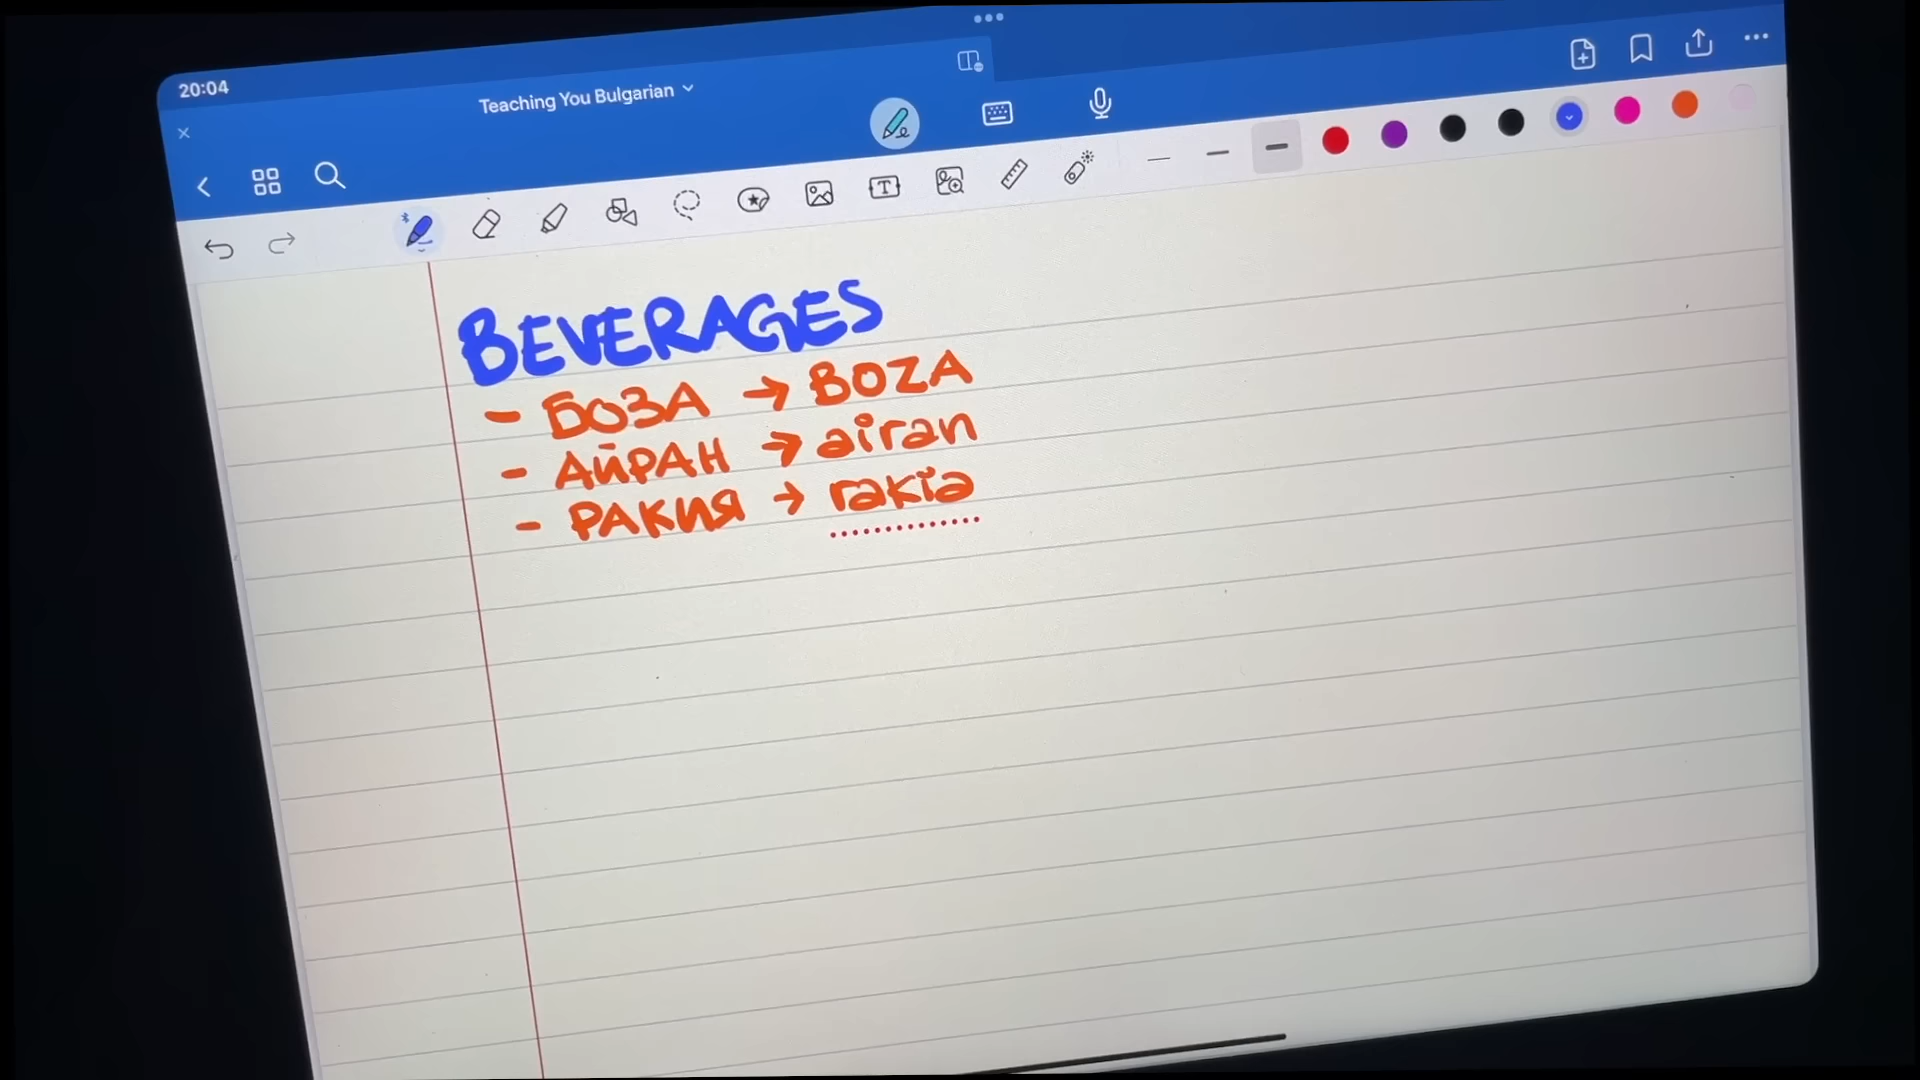 20:04
Teaching You Bulgarian
BEVERAGES
- БОЗА → BOZA
- АЙРАН → airan
- РАКИЯ → rakia